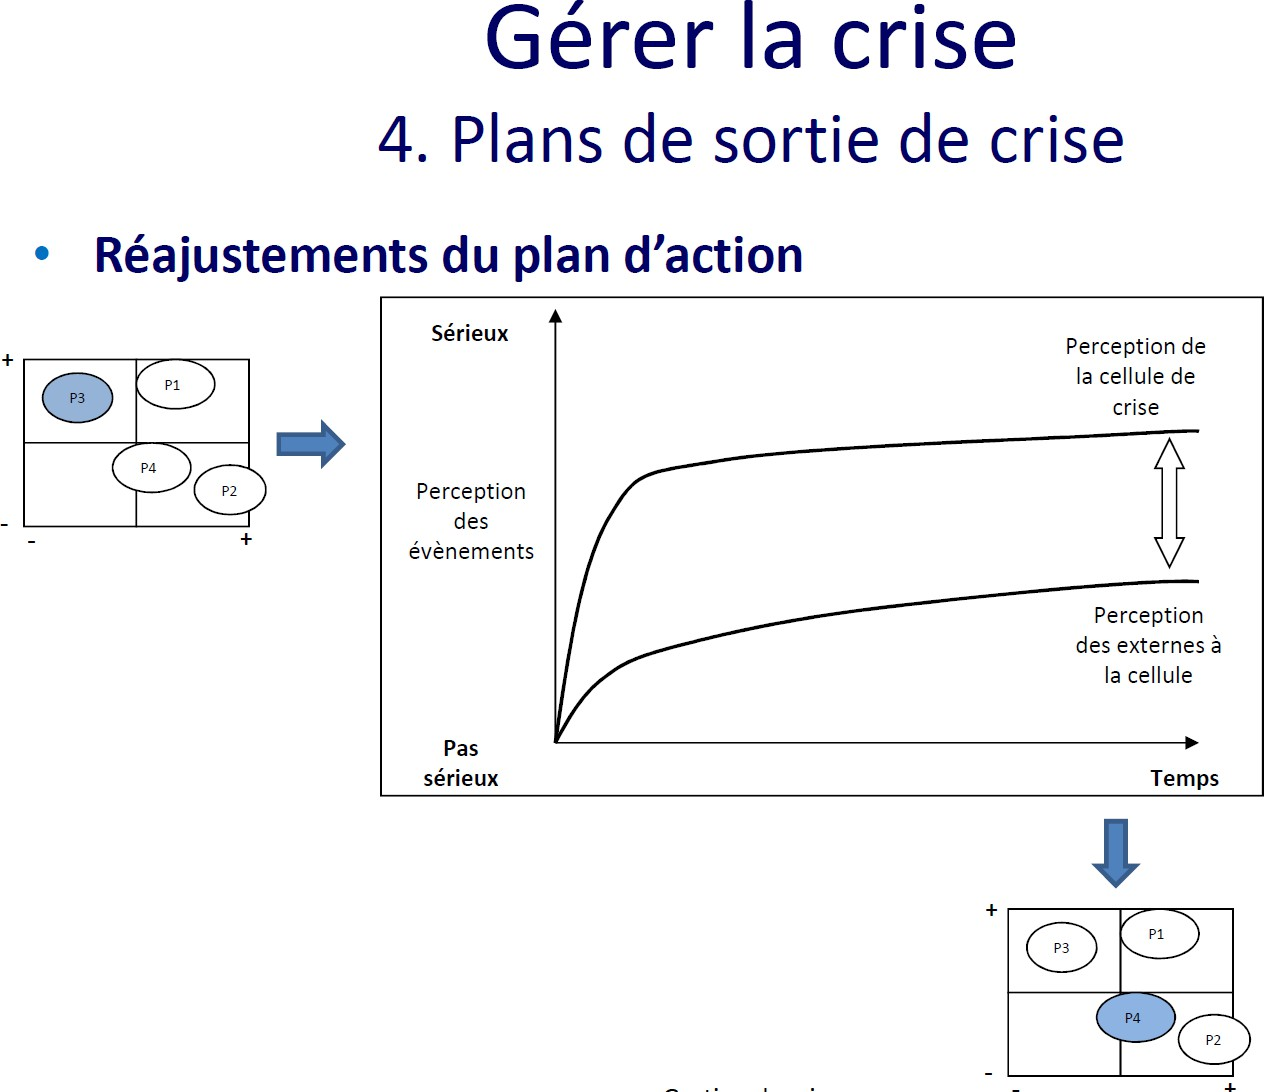 Gérer la crise
4. Plans de sortie de crise
• Réajustements du plan d’action
+
P3
P1
P4
P2
-
-
+
Sérieux
Perception
des
évènements
Pas
sérieux
Perception de
la cellule de
crise
Perception
des externes à
la cellule
Temps
+
P3
P1
P4
P2
-
-
+